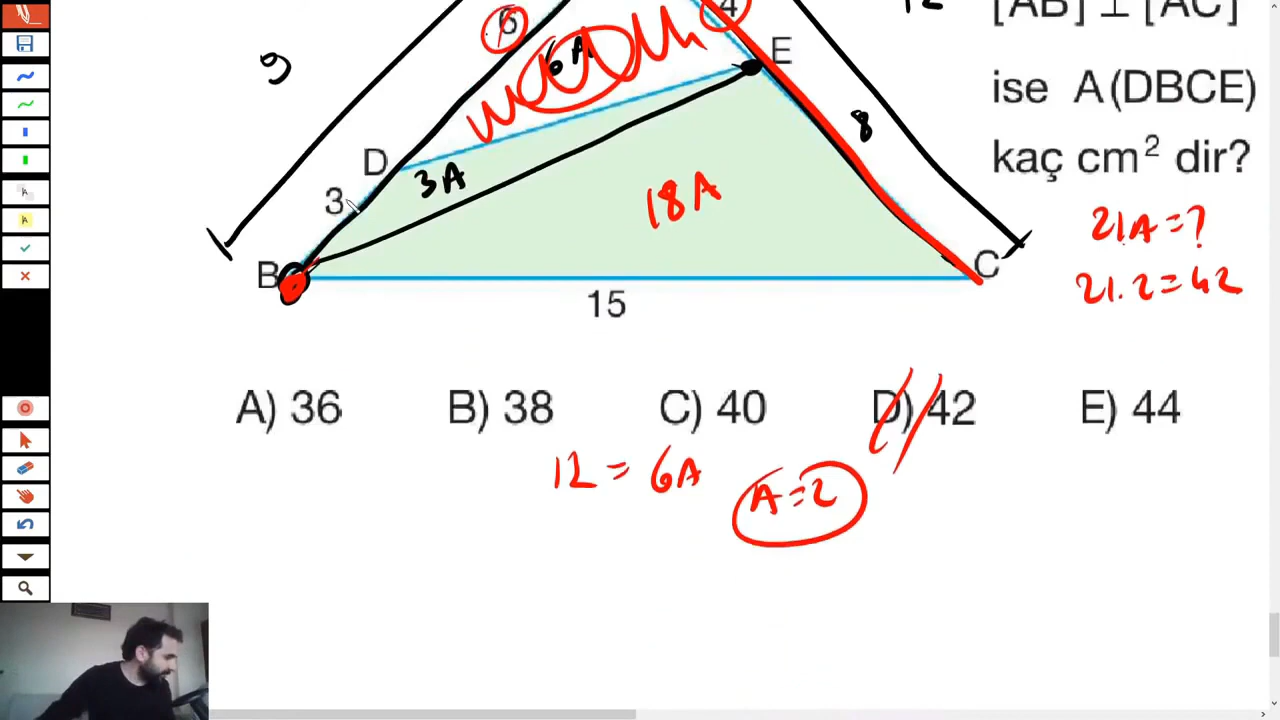 [AB] ⊥ [AC]
6
4
9
6A
E
ise A(DBCE)
8
D
3A
kaç cm² dir?
3
18A
21A=?
B
C
21.2=42
15
A) 36 B) 38 C) 40 D) 42 E) 44
12 = 6A
A=2